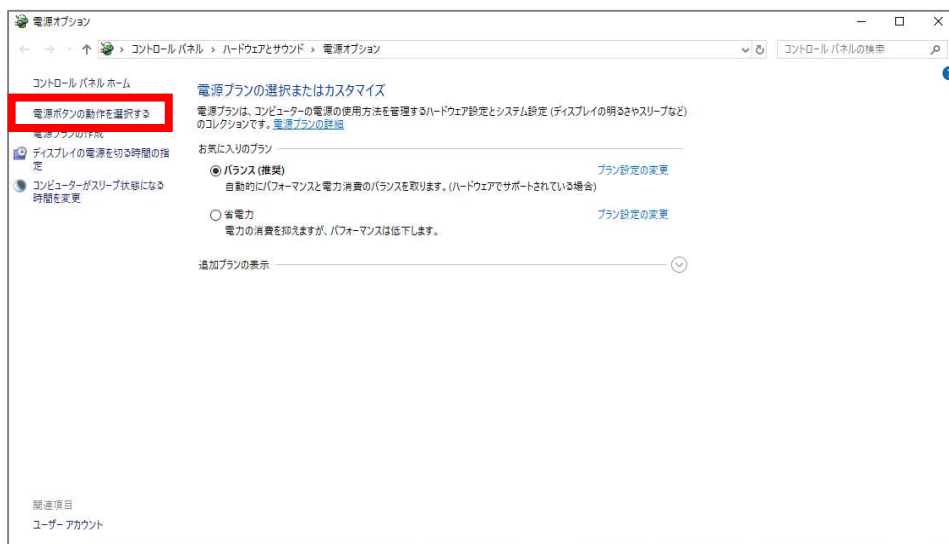 電源オプション
コントロール パネル › ハードウェアとサウンド › 電源オプション
コントロール パネルの検索
コントロール パネル ホーム
電源ボタンの動作を選択する
電源プランの作成
ディスプレイの電源を切る時間の指
定
コンピューターがスリープ状態になる
時間を変更
電源プランの選択またはカスタマイズ
電源プランは、コンピューターの電源の使用方法を管理するハードウェア設定とシステム設定 (ディスプレイの明るさやスリープなど)
のコレクションです。電源プランの詳細
お気に入りのプラン
バランス (推奨)
プラン設定の変更
自動的にパフォーマンスと電力消費のバランスを取ります。(ハードウェアでサポートされている場合)
省電力
プラン設定の変更
電力の消費を抑えますが、パフォーマンスは低下します。
追加プランの表示
関連項目
ユーザー アカウント